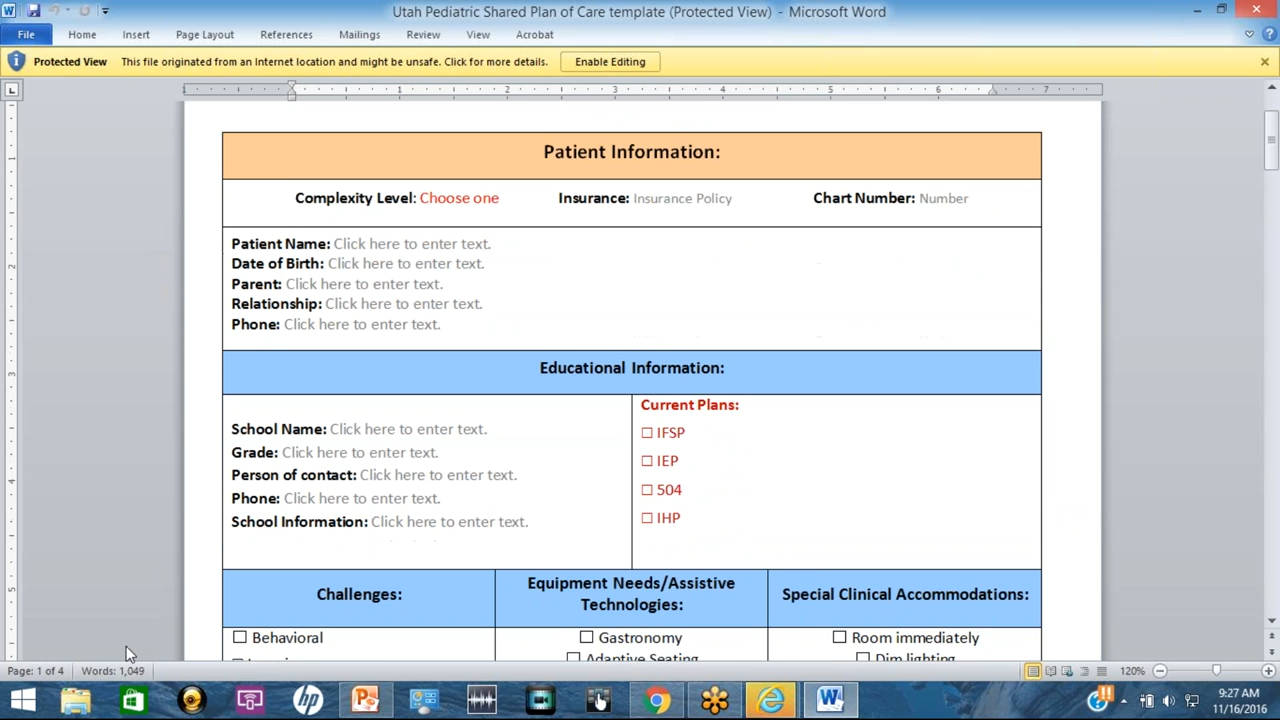 Utah Pediatric Shared Plan of Care template (Protected View) - Microsoft Word
File Home Insert Page Layout References Mailings Review View Acrobat
Protected View This file originated from an Internet location and might be unsafe. Click for more details. Enable Editing
1 1 2 3 4 5 6 7
Patient Information:
Complexity Level: Choose one Insurance: Insurance Policy Chart Number: Number
Patient Name: Click here to enter text.
Date of Birth: Click here to enter text.
Parent: Click here to enter text.
Relationship: Click here to enter text.
Phone: Click here to enter text.
Educational Information:
School Name: Click here to enter text.
Grade: Click here to enter text.
Person of contact: Click here to enter text.
Phone: Click here to enter text.
School Information: Click here to enter text.
Current Plans:
☐ IFSP
☐ IEP
☐ 504
☐ IHP
Challenges:
Equipment Needs/Assistive
Technologies:
Special Clinical Accommodations:
☐ Behavioral ☐ Gastronomy ☐ Room immediately
☐ Adaptive Seating ☐ Dim lighting
Page: 1 of 4 Words: 1,049 120%
9:27 AM
11/16/2016